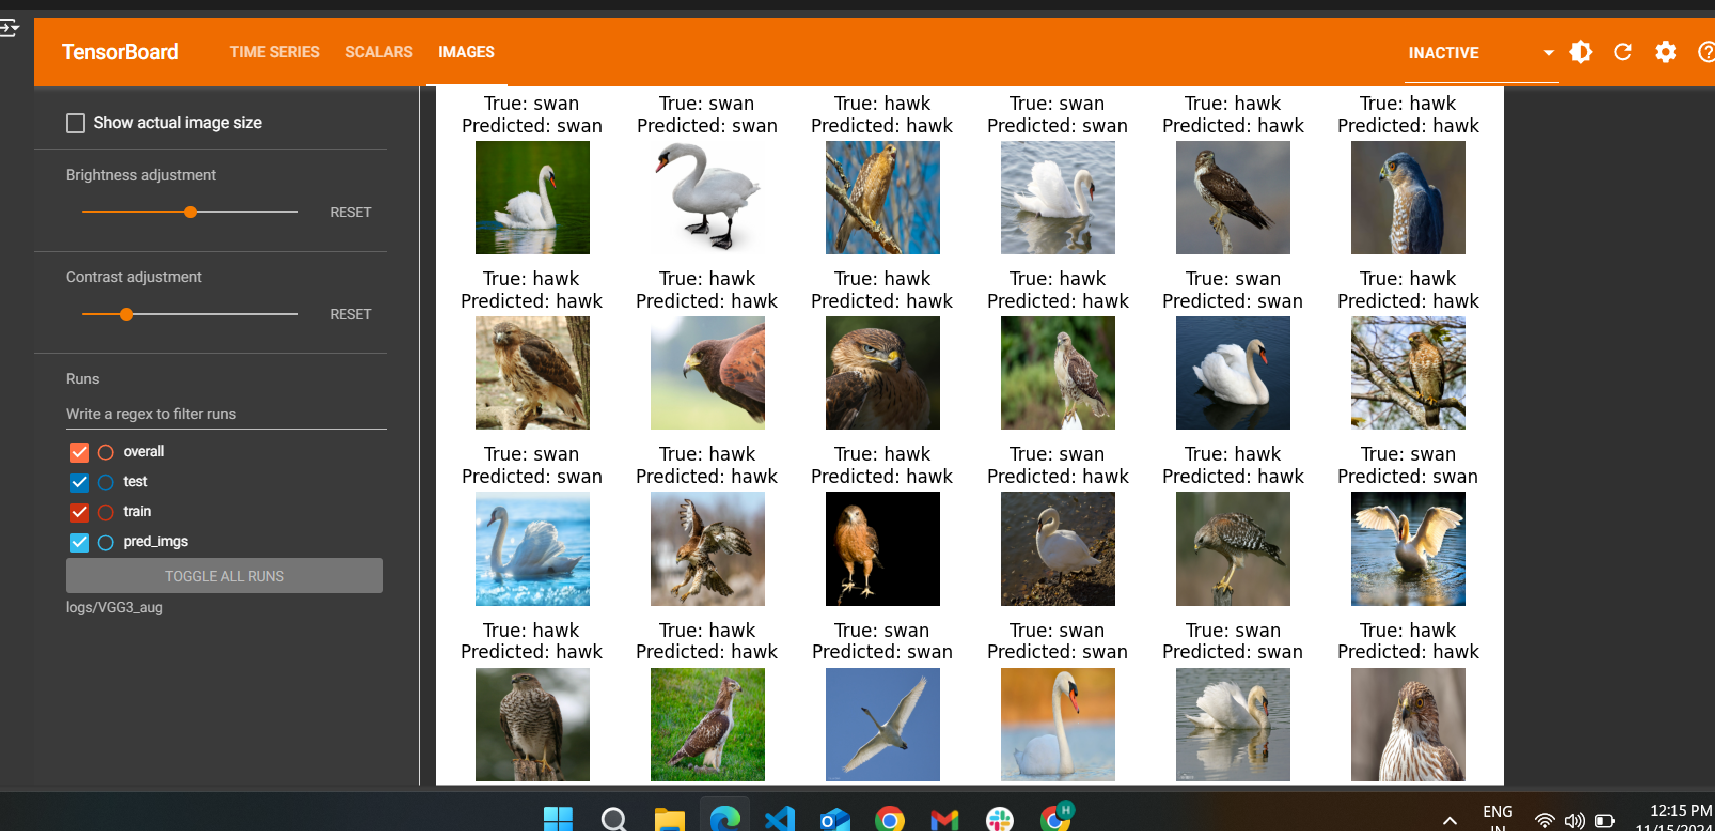 TensorBoard TIME SERIES SCALARS IMAGES INACTIVE
Show actual image size
Brightness adjustment
RESET
Contrast adjustment
RESET
Runs
Write a regex to filter runs
overall
test
train
pred_imgs
TOGGLE ALL RUNS
logs/VGG3_aug
True: swan True: swan True: hawk True: swan True: hawk True: hawk
Predicted: swan Predicted: swan Predicted: hawk Predicted: swan Predicted: hawk Predicted: hawk
True: hawk True: hawk True: hawk True: hawk True: swan True: hawk
Predicted: hawk Predicted: hawk Predicted: hawk Predicted: hawk Predicted: swan Predicted: hawk
True: swan True: hawk True: hawk True: swan True: hawk True: swan
Predicted: swan Predicted: hawk Predicted: hawk Predicted: hawk Predicted: hawk Predicted: swan
True: hawk True: hawk True: swan True: swan True: swan True: hawk
Predicted: hawk Predicted: hawk Predicted: swan Predicted: swan Predicted: swan Predicted: hawk
H
ENG
IN
12:15 PM
11/15/2024